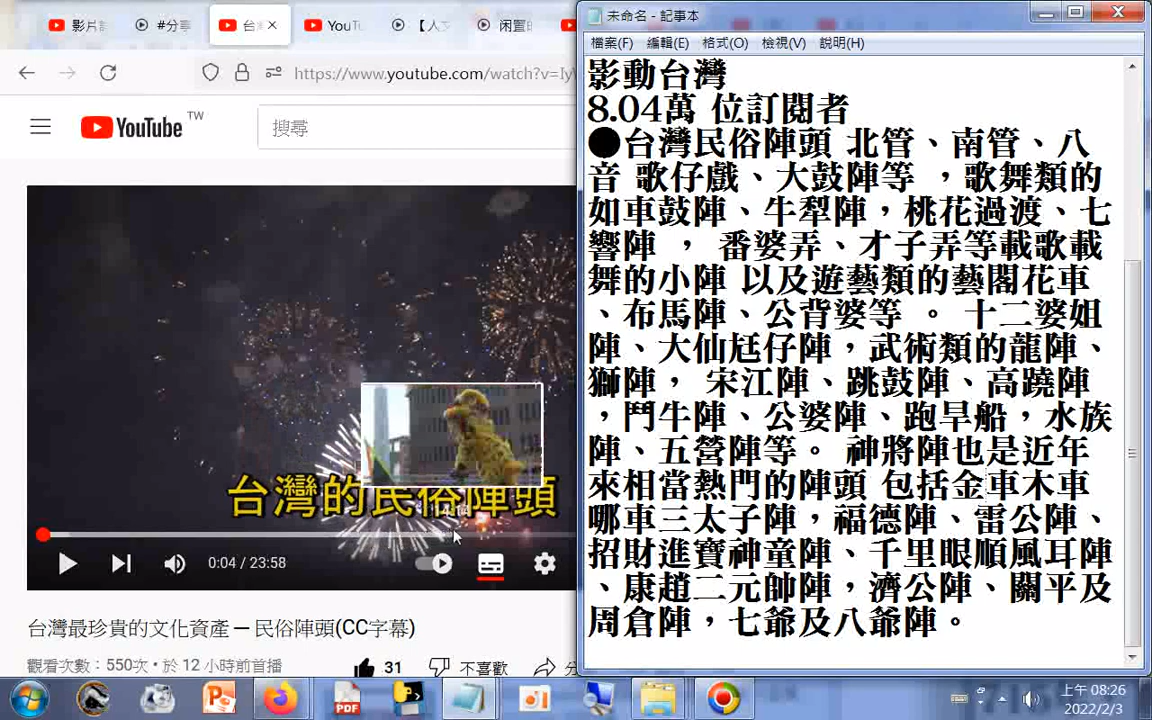 影片
#分享
台
YouTu
【人文
闲置
https://www.youtube.com/watch?v=Iy
YouTube TW
搜尋
台灣的民俗陣頭
14:14
0:04 / 23:58
台灣最珍貴的文化資產 ─ 民俗陣頭(CC字幕)
觀看次數：550次 • 於 12 小時前首播
31
不喜歡
分
未命名 - 記事本
檔案(F) 編輯(E) 格式(O) 檢視(V) 說明(H)
影動台灣
8.04萬 位訂閱者
●台灣民俗陣頭 北管、南管、八
音 歌仔戲、大鼓陣等 ，歌舞類的
如車鼓陣、牛犁陣，桃花過渡、七
響陣 ， 番婆弄、才子弄等載歌載
舞的小陣 以及遊藝類的藝閣花車
、布馬陣、公背婆等 。 十二婆姐
陣、大仙尪仔陣，武術類的龍陣、
獅陣， 宋江陣、跳鼓陣、高蹺陣
，鬥牛陣、公婆陣、跑旱船，水族
陣、五營陣等。 神將陣也是近年
來相當熱門的陣頭 包括金車木車
哪車三太子陣，福德陣、雷公陣、
招財進寶神童陣、千里眼順風耳陣
、康趙二元帥陣，濟公陣、關平及
周倉陣，七爺及八爺陣。
PDF
上午 08:26
2022/2/3